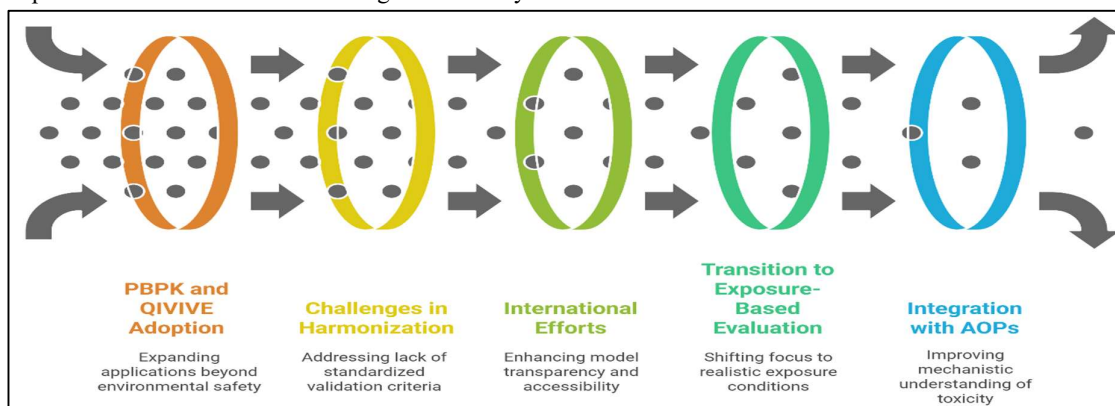 PBPK and
QIVIVE
Adoption
Expanding
applications beyond
environmental safety
Challenges in
Harmonization
Addressing lack of
standardized
validation criteria
International
Efforts
Enhancing model
transparency and
accessibility
Transition to
Exposure-
Based
Evaluation
Shifting focus to
realistic exposure
conditions
Integration
with AOPs
Improving
mechanistic
understanding of
toxicity